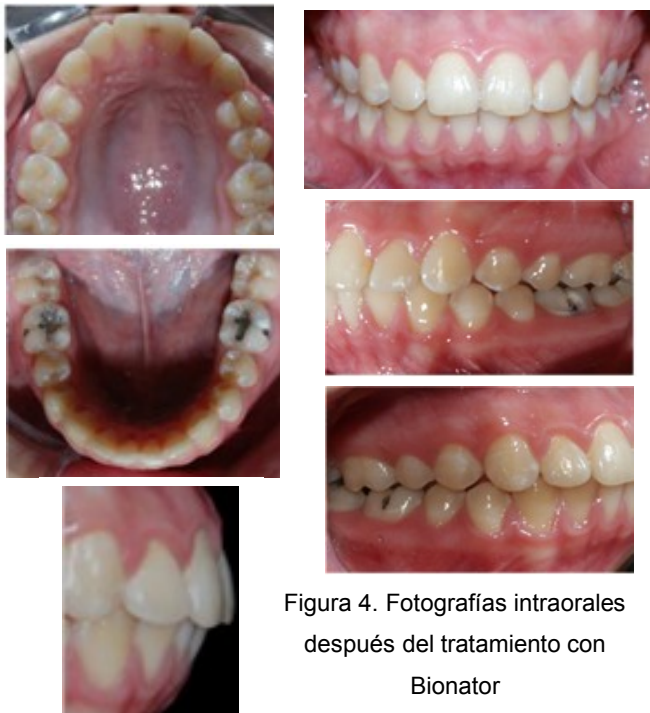 Figura 4. Fotografías intraorales
después del tratamiento con
Bionator